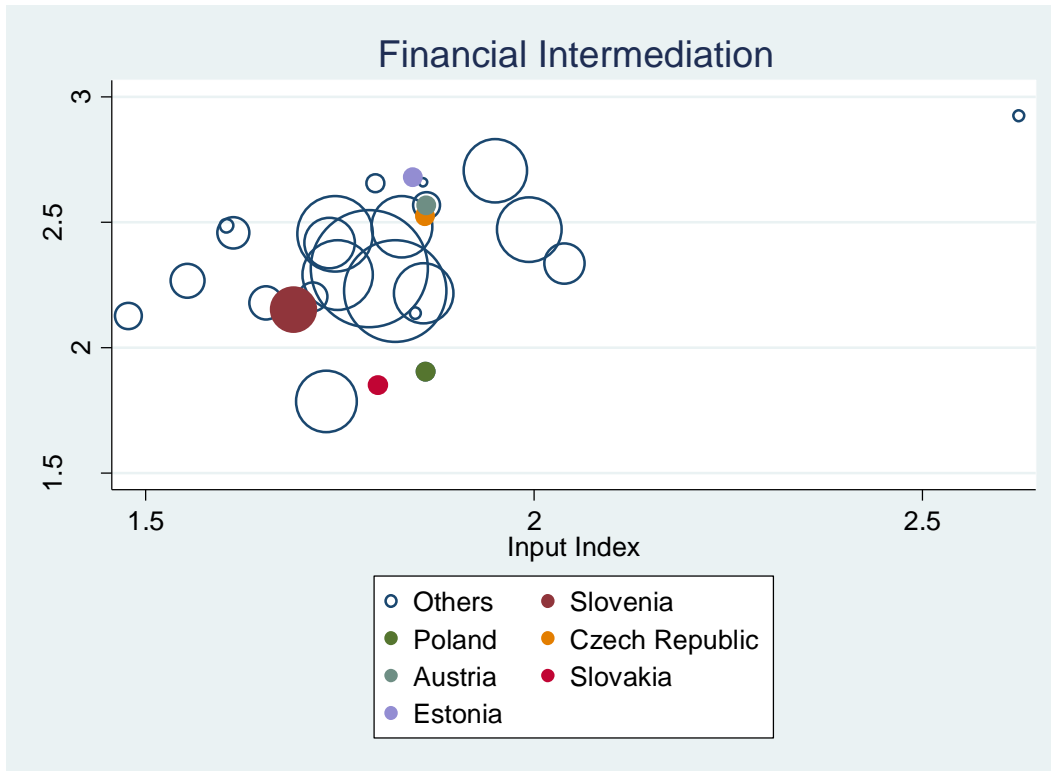 Financial Intermediation
3
2.5
2
1.5
1.5 2 2.5
Input Index
Others Slovenia
Poland Czech Republic
Austria Slovakia
Estonia